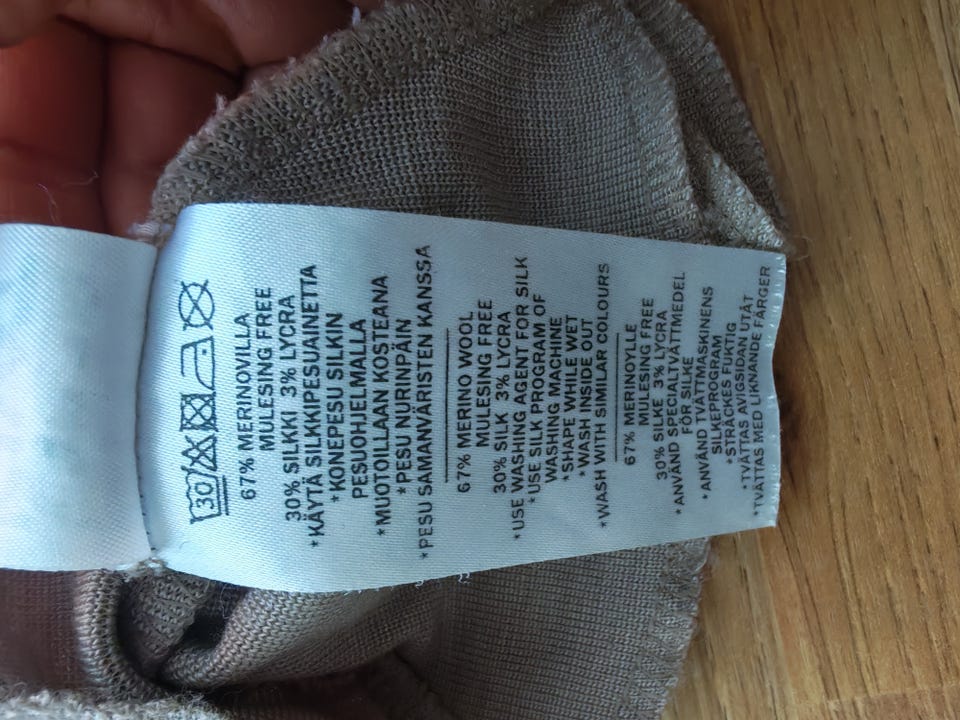 30
67% MERINOVILLA
MULESING FREE
30% SILKKI 3% LYCRA
*KÄYTÄ SILKKIPESUAINETTA
*KONEPESU SILKIN
PESUOHJELMALLA
*MUOTOILLAAN KOSTEANA
*PESU NURINPÄIN
*PESU SAMANVÄRISTEN KANSSA
67% MERINO WOOL
MULESING FREE
30% SILK 3% LYCRA
*USE WASHING AGENT FOR SILK
*USE SILK PROGRAM OF
WASHING MACHINE
*SHAPE WHILE WET
*WASH INSIDE OUT
*WASH WITH SIMILAR COLOURS
67% MERINYLLE
MULESING FREE
30% SILKE 3% LYCRA
*ANVÄND SPECIALTVÄTTMEDEL
FÖR SILKE
*ANVÄND TVÄTTMASKINENS
SILKEPROGRAM
*STRÄCKES FUKTIG
*TVÄTTAS AVIGSIDAN UTÅT
*TVÄTTAS MED LIKNADE FÄRGER